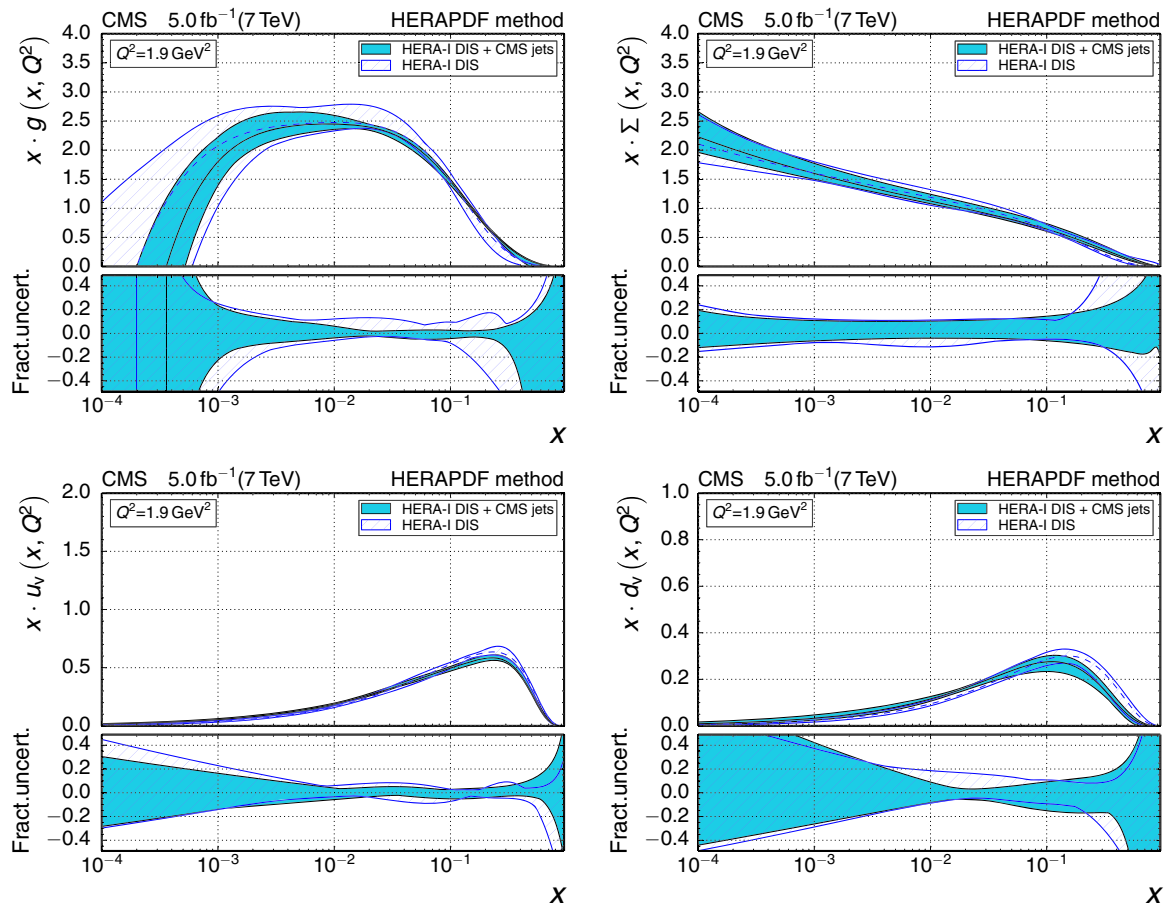 CMS 5.0 fb⁻¹(7 TeV) HERAPDF method
x · g (x, Q²)
4.0
3.5
3.0
2.5
2.0
1.5
1.0
0.5
0.0
Q²=1.9 GeV²
HERA-I DIS + CMS jets
HERA-I DIS
Fract.uncert.
0.4
0.2
0.0
−0.2
−0.4
10⁻⁴ 10⁻³ 10⁻² 10⁻¹
x
CMS 5.0 fb⁻¹(7 TeV) HERAPDF method
x · Σ (x, Q²)
4.0
3.5
3.0
2.5
2.0
1.5
1.0
0.5
0.0
Q²=1.9 GeV²
HERA-I DIS + CMS jets
HERA-I DIS
Fract.uncert.
0.4
0.2
0.0
−0.2
−0.4
10⁻⁴ 10⁻³ 10⁻² 10⁻¹
x
CMS 5.0 fb⁻¹(7 TeV) HERAPDF method
x · uᵥ (x, Q²)
2.0
1.5
1.0
0.5
0.0
Q²=1.9 GeV²
HERA-I DIS + CMS jets
HERA-I DIS
Fract.uncert.
0.4
0.2
0.0
−0.2
−0.4
10⁻⁴ 10⁻³ 10⁻² 10⁻¹
x
CMS 5.0 fb⁻¹(7 TeV) HERAPDF method
x · dᵥ (x, Q²)
1.0
0.8
0.6
0.4
0.2
0.0
Q²=1.9 GeV²
HERA-I DIS + CMS jets
HERA-I DIS
Fract.uncert.
0.4
0.2
0.0
−0.2
−0.4
10⁻⁴ 10⁻³ 10⁻² 10⁻¹
x